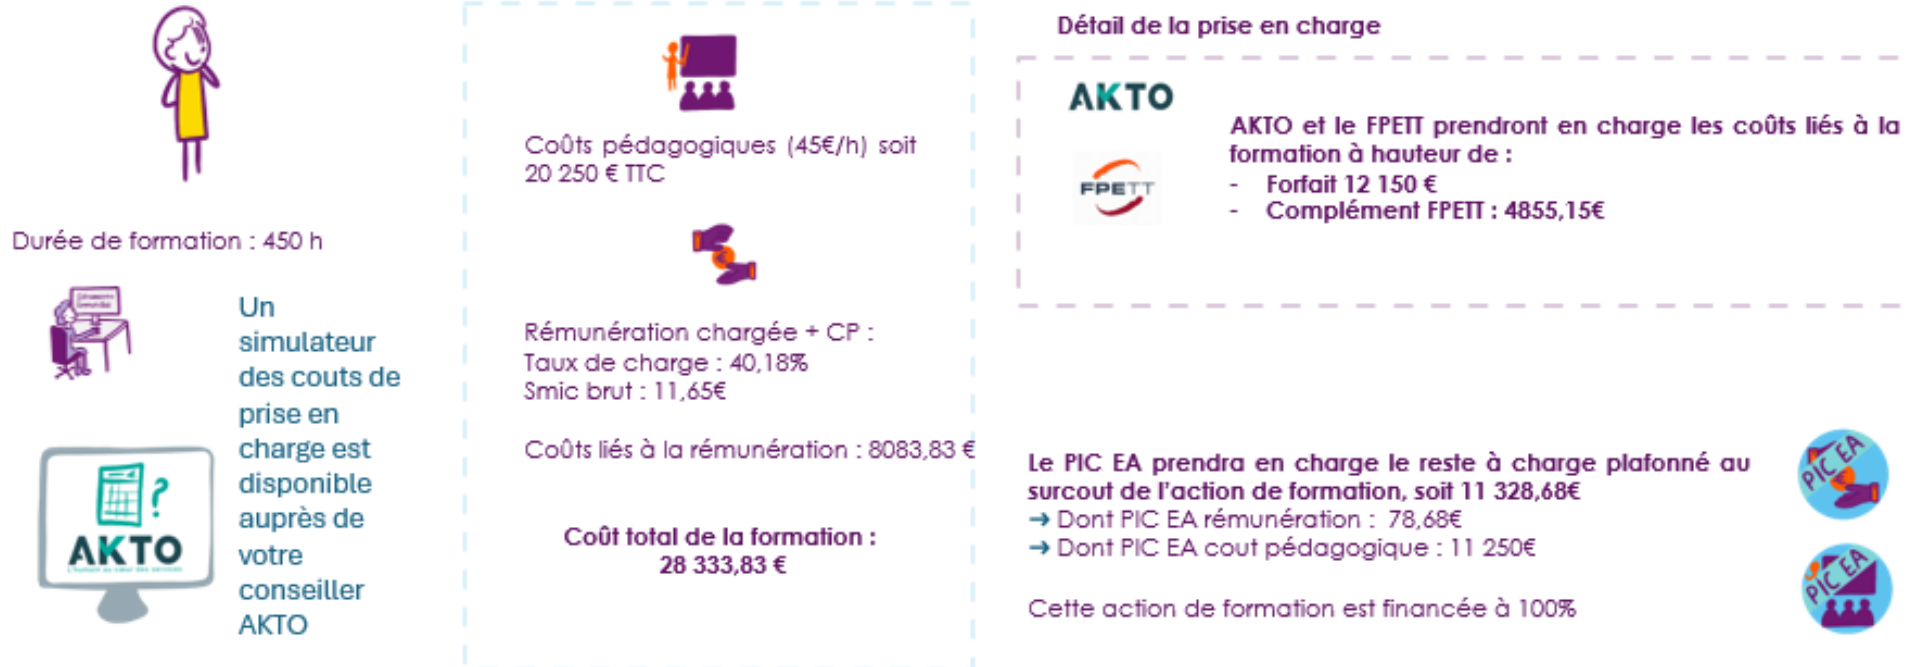 Durée de formation : 450 h
Un
simulateur
des couts de
prise en
charge est
disponible
auprès de
votre
conseiller
AKTO
AKTO
Coûts pédagogiques (45€/h) soit
20 250 € TTC
Rémunération chargée + CP :
Taux de charge : 40,18%
Smic brut : 11,65€
Coûts liés à la rémunération : 8083,83 €
Coût total de la formation :
28 333,83 €
Détail de la prise en charge
AKTO
FPETT
AKTO et le FPETT prendront en charge les coûts liés à la
formation à hauteur de :
- Forfait 12 150 €
- Complément FPETT : 4855,15€
Le PIC EA prendra en charge le reste à charge plafonné au
surcout de l'action de formation, soit 11 328,68€
→ Dont PIC EA rémunération : 78,68€
→ Dont PIC EA cout pédagogique : 11 250€
Cette action de formation est financée à 100%
PIC EA
PIC EA